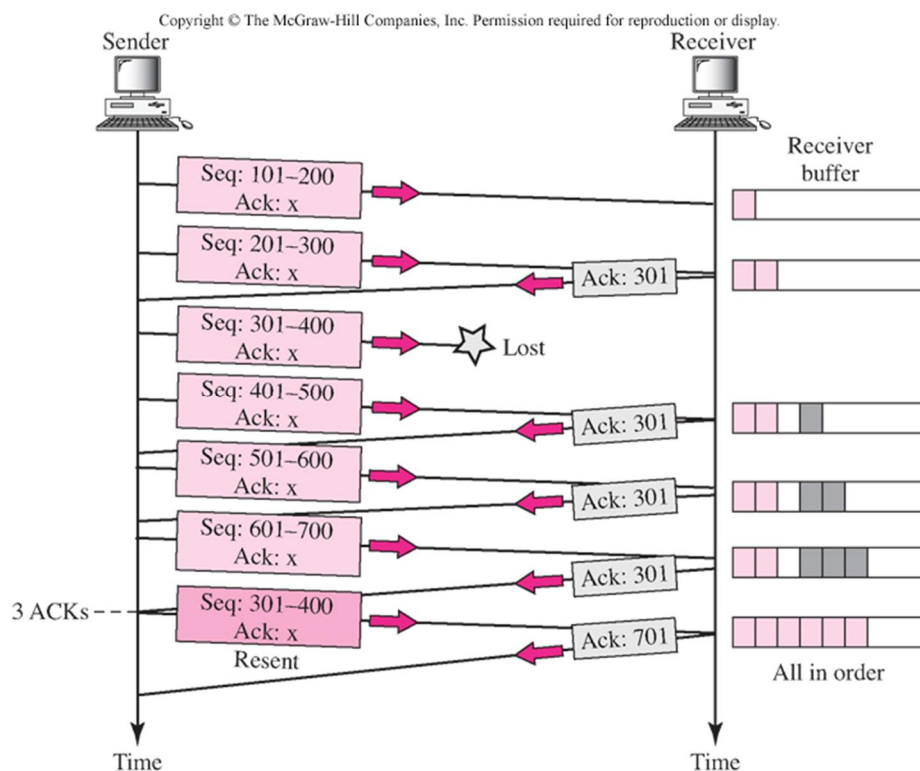 Copyright © The McGraw-Hill Companies, Inc. Permission required for reproduction or display.
Sender
Receiver
Receiver
buffer
Seq: 101–200
Ack: x
Seq: 201–300
Ack: x
Ack: 301
Seq: 301–400
Ack: x
Lost
Seq: 401–500
Ack: x
Ack: 301
Seq: 501–600
Ack: x
Ack: 301
Seq: 601–700
Ack: x
Ack: 301
3 ACKs
Seq: 301–400
Ack: x
Resent
Ack: 701
All in order
Time
Time